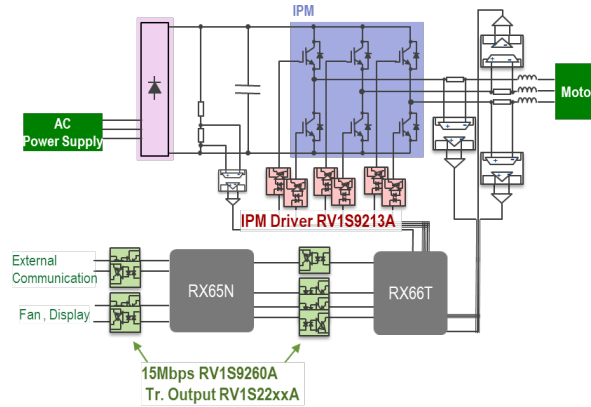 IPM
AC
Power Supply
Moto
IPM Driver RV1S9213A
External
Communication
RX65N
RX66T
Fan , Display
15Mbps RV1S9260A
Tr. Output RV1S22xxA